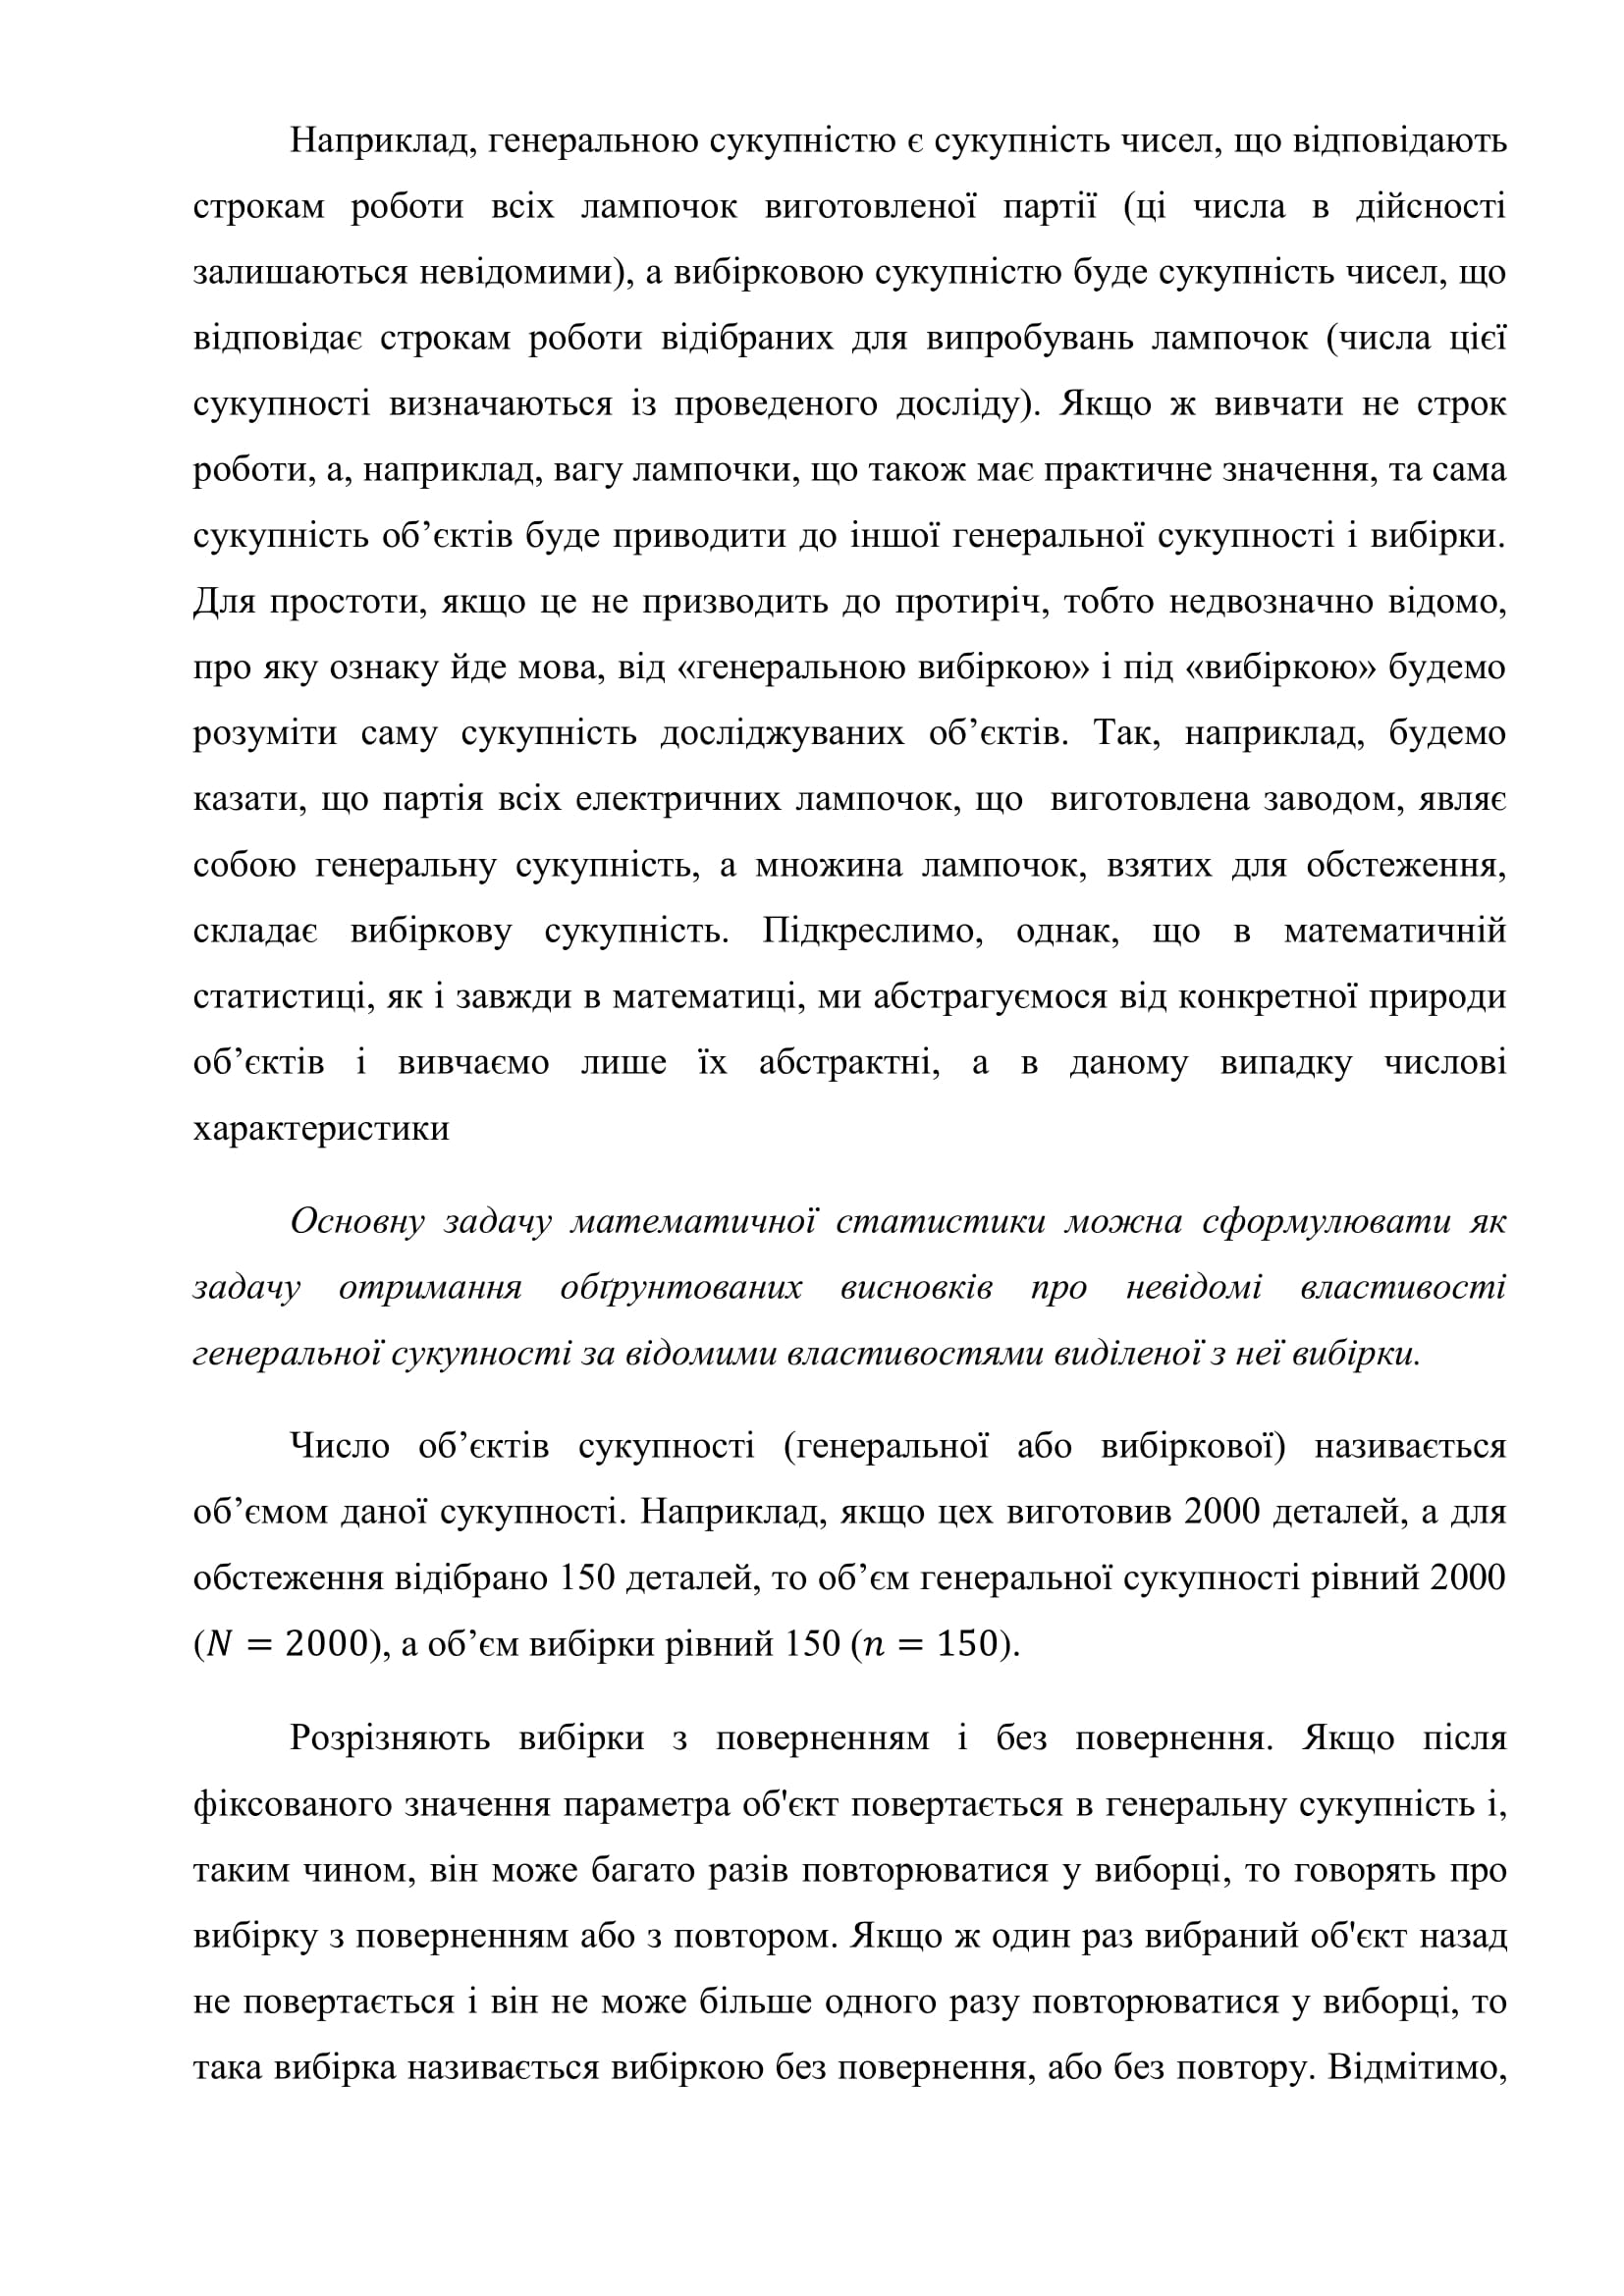 Наприклад, генеральною сукупністю є сукупність чисел, що відповідають
строкам роботи всіх лампочок виготовленої партії (ці числа в дійсності
залишаються невідомими), а вибірковою сукупністю буде сукупність чисел, що
відповідає строкам роботи відібраних для випробувань лампочок (числа цієї
сукупності визначаються із проведеного досліду). Якщо ж вивчати не строк
роботи, а, наприклад, вагу лампочки, що також має практичне значення, та сама
сукупність об’єктів буде приводити до іншої генеральної сукупності і вибірки.
Для простоти, якщо це не призводить до протиріч, тобто недвозначно відомо,
про яку ознаку йде мова, від «генеральною вибіркою» і під «вибіркою» будемо
розуміти саму сукупність досліджуваних об’єктів. Так, наприклад, будемо
казати, що партія всіх електричних лампочок, що виготовлена заводом, являє
собою генеральну сукупність, а множина лампочок, взятих для обстеження,
складає вибіркову сукупність. Підкреслимо, однак, що в математичній
статистиці, як і завжди в математиці, ми абстрагуємося від конкретної природи
об’єктів і вивчаємо лише їх абстрактні, а в даному випадку числові
характеристики
Основну задачу математичної статистики можна сформулювати як
задачу отримання обґрунтованих висновків про невідомі властивості
генеральної сукупності за відомими властивостями виділеної з неї вибірки.
Число об’єктів сукупності (генеральної або вибіркової) називається
об’ємом даної сукупності. Наприклад, якщо цех виготовив 2000 деталей, а для
обстеження відібрано 150 деталей, то об’єм генеральної сукупності рівний 2000
(N = 2000), а об’єм вибірки рівний 150 (n = 150).
Розрізняють вибірки з поверненням і без повернення. Якщо після
фіксованого значення параметра об'єкт повертається в генеральну сукупність і,
таким чином, він може багато разів повторюватися у виборці, то говорять про
вибірку з поверненням або з повтором. Якщо ж один раз вибраний об'єкт назад
не повертається і він не може більше одного разу повторюватися у виборці, то
така вибірка називається вибіркою без повернення, або без повтору. Відмітимо,